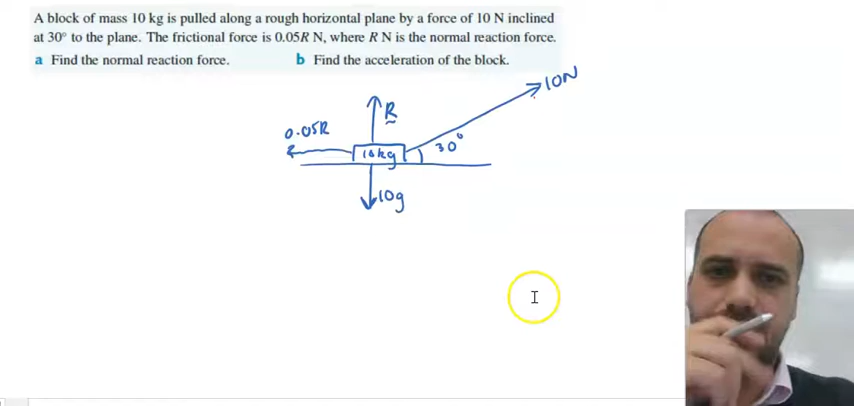 A block of mass 10 kg is pulled along a rough horizontal plane by a force of 10 N inclined
at 30° to the plane. The frictional force is 0.05R N, where R N is the normal reaction force.
a Find the normal reaction force. b Find the acceleration of the block.
10N
R
0.05R
30°
10kg
10g